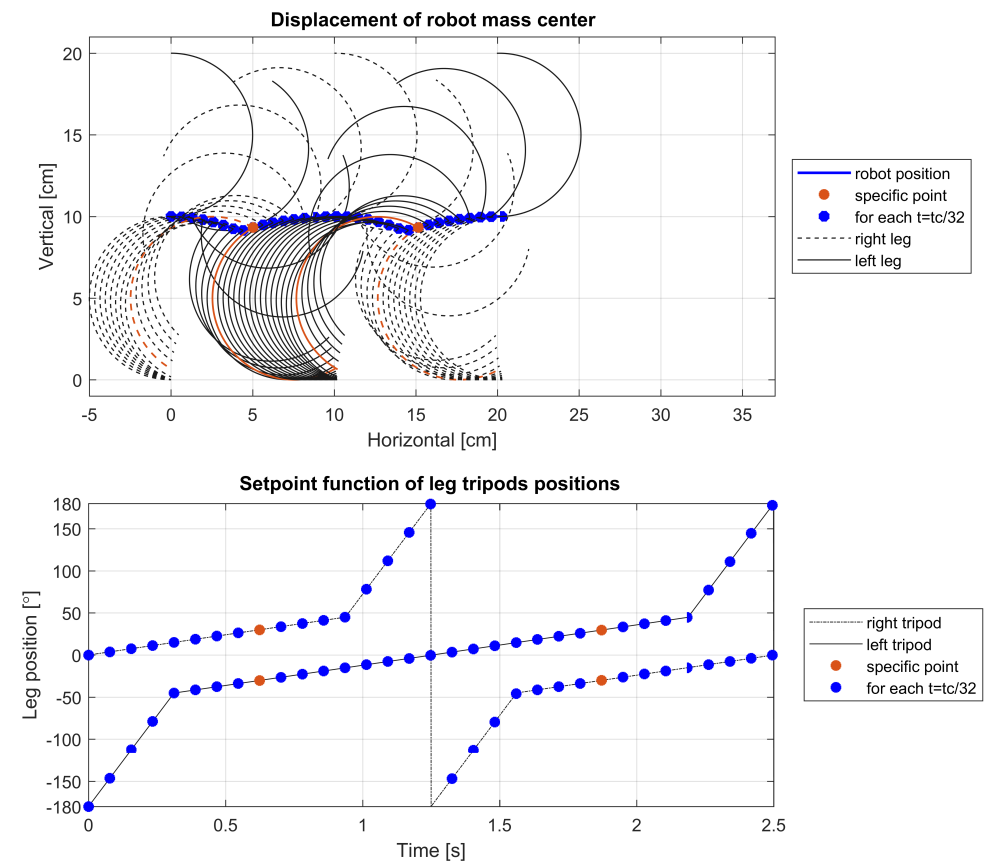 Displacement of robot mass center
20
15
10
5
0
Vertical [cm]
-5 0 5 10 15 20 25 30 35
Horizontal [cm]
robot position
specific point
for each t=tc/32
right leg
left leg
Setpoint function of leg tripods positions
180
150
100
50
0
-50
-100
-150
-180
Leg position [°]
0 0.5 1 1.5 2 2.5
Time [s]
right tripod
left tripod
specific point
for each t=tc/32